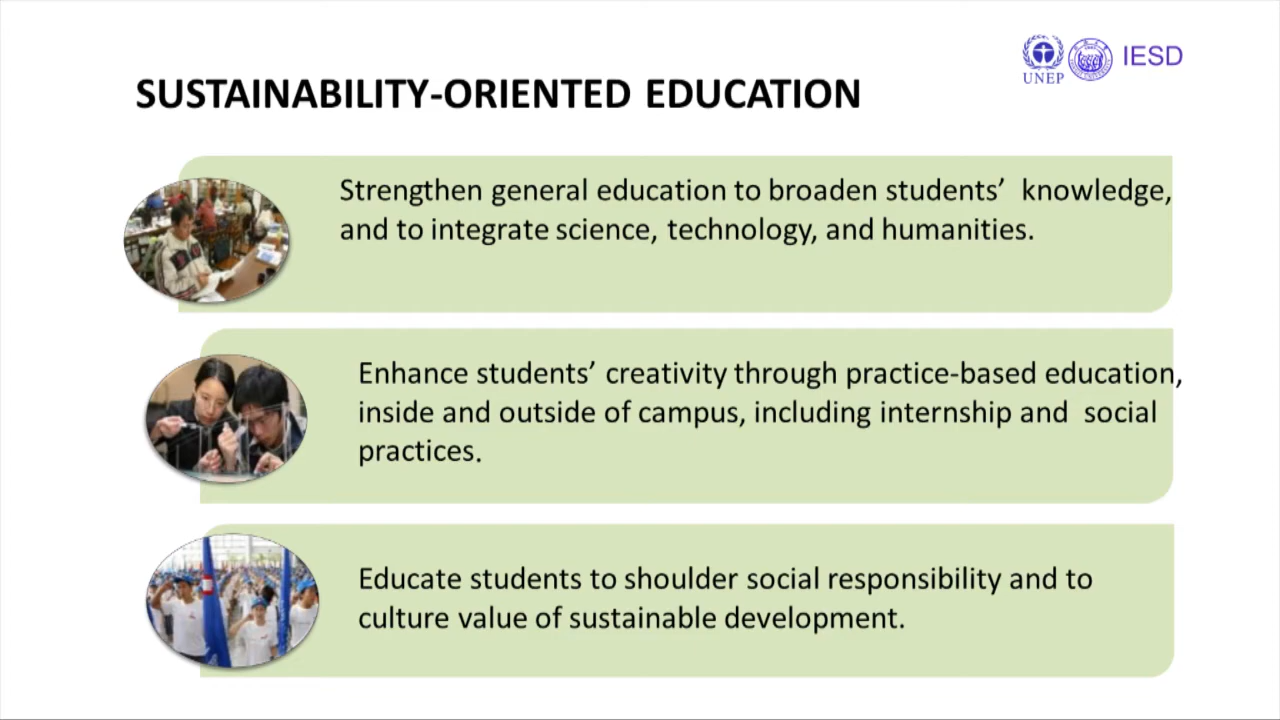 UNEP
IESD
SUSTAINABILITY-ORIENTED EDUCATION
Strengthen general education to broaden students’ knowledge,
and to integrate science, technology, and humanities.
Enhance students’ creativity through practice-based education,
inside and outside of campus, including internship and social
practices.
Educate students to shoulder social responsibility and to
culture value of sustainable development.